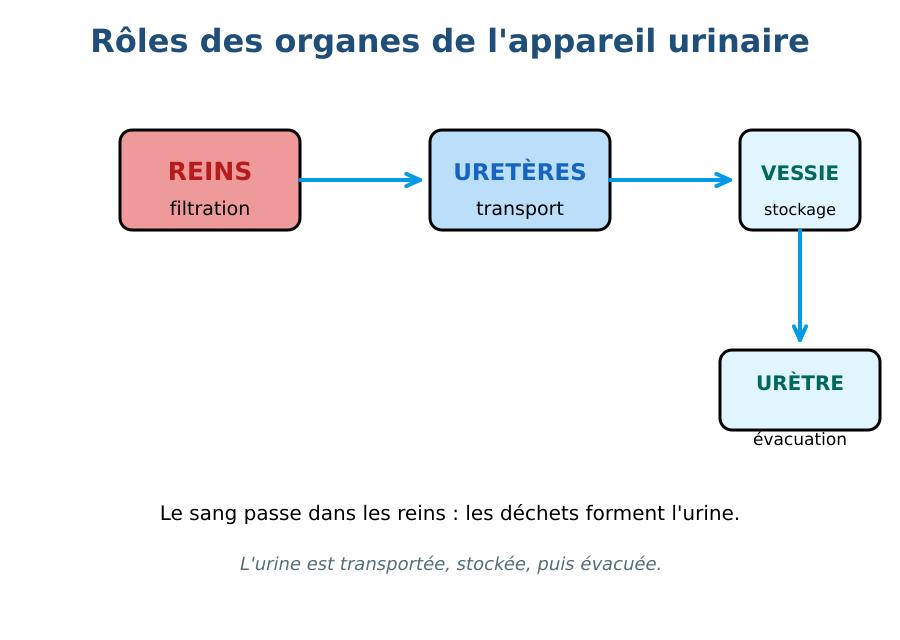 Rôles des organes de l'appareil urinaire
REINS
filtration
URETÈRES
transport
VESSIE
stockage
URÈTRE
évacuation
Le sang passe dans les reins : les déchets forment l'urine.
L'urine est transportée, stockée, puis évacuée.